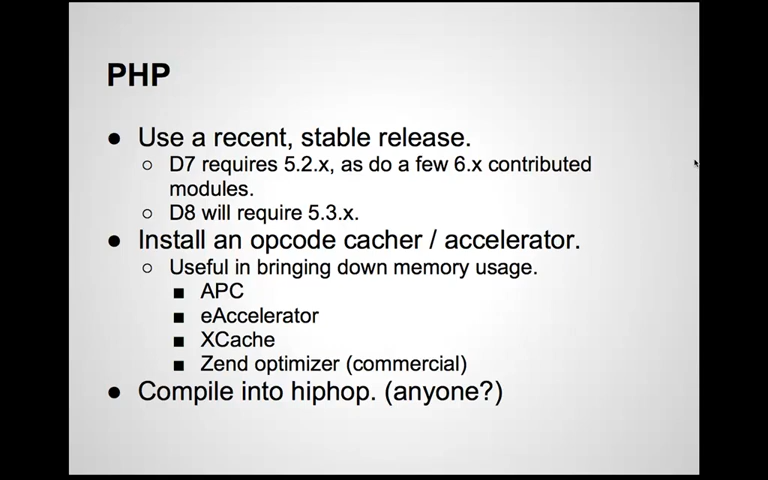 PHP
● Use a recent, stable release.
○ D7 requires 5.2.x, as do a few 6.x contributed
modules.
○ D8 will require 5.3.x.
● Install an opcode cacher / accelerator.
○ Useful in bringing down memory usage.
■ APC
■ eAccelerator
■ XCache
■ Zend optimizer (commercial)
● Compile into hiphop. (anyone?)